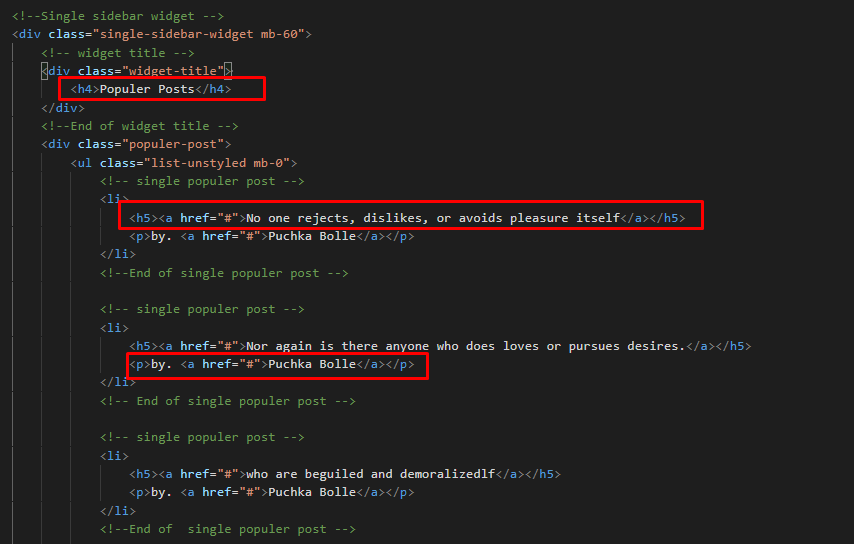 <!--Single sidebar widget -->
<div class="single-sidebar-widget mb-60">
<!-- widget title -->
<div class="widget-title">
<h4>Populer Posts</h4>
</div>
<!--End of widget title -->
<div class="populer-post">
<ul class="list-unstyled mb-0">
<!-- single populer post -->
<li>
<h5><a href="#">No one rejects, dislikes, or avoids pleasure itself</a></h5>
<p>by. <a href="#">Puchka Bolle</a></p>
</li>
<!--End of single populer post -->
<!-- single populer post -->
<li>
<h5><a href="#">Nor again is there anyone who does loves or pursues desires.</a></h5>
<p>by. <a href="#">Puchka Bolle</a></p>
</li>
<!-- End of single populer post -->
<!-- single populer post -->
<li>
<h5><a href="#">who are beguiled and demoralizedlf</a></h5>
<p>by. <a href="#">Puchka Bolle</a></p>
</li>
<!--End of  single populer post -->